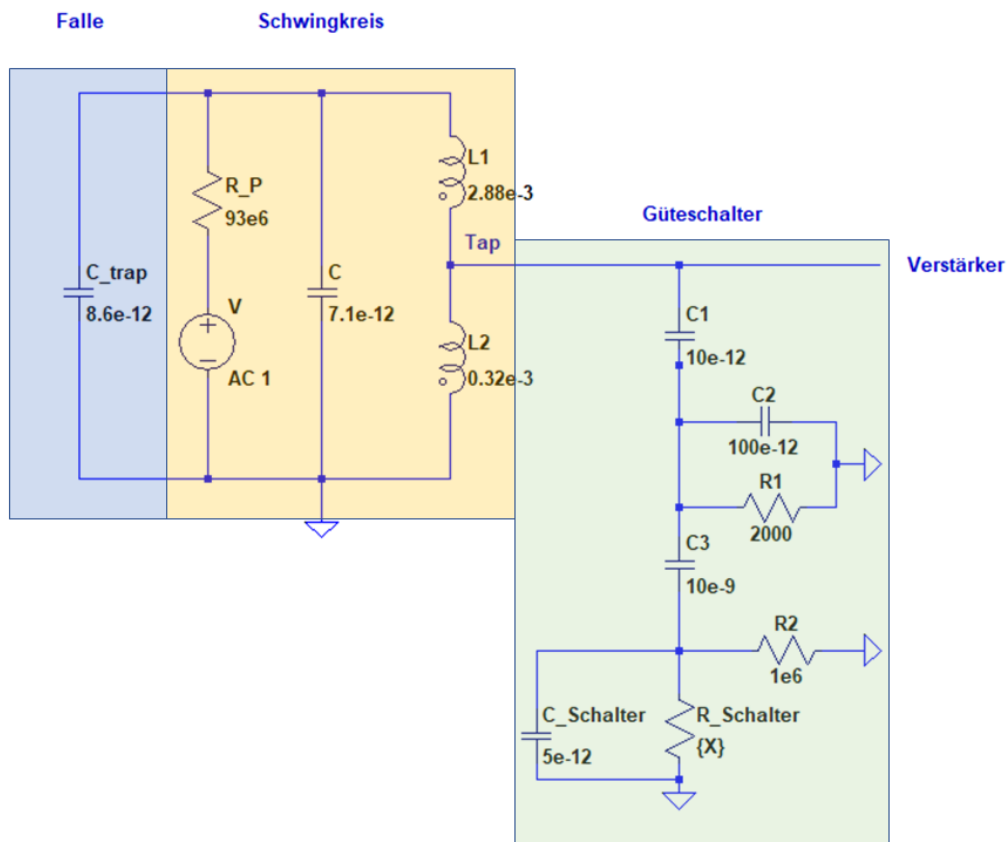 Falle
Schwingkreis
L1
2.88e-3
R_P
93e6
Güteschalter
Tap
Verstärker
C_trap
8.6e-12
C
7.1e-12
V
AC 1
L2
0.32e-3
C1
10e-12
C2
100e-12
R1
2000
C3
10e-9
R2
1e6
C_Schalter
5e-12
R_Schalter
{X}